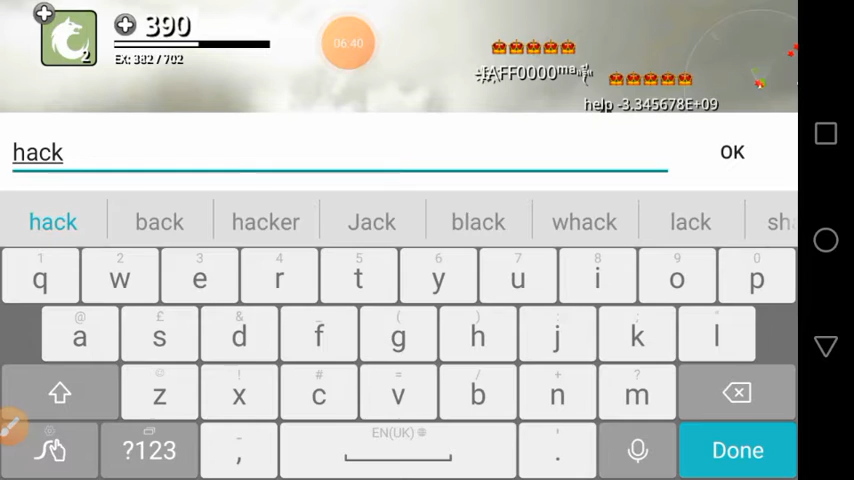 390
2
EX: 382 / 702
06:40
help -3.345678E+09
hack
OK
hack back hacker Jack black whack lack
1 2 3 4 5 6 7 8 9 0
q w e r t y u i o p
@ £ & _ ( ) : ; "
a s d f g h j k l
! # = / + ?
z x c v b n m
EN(UK)
?123 , . Done